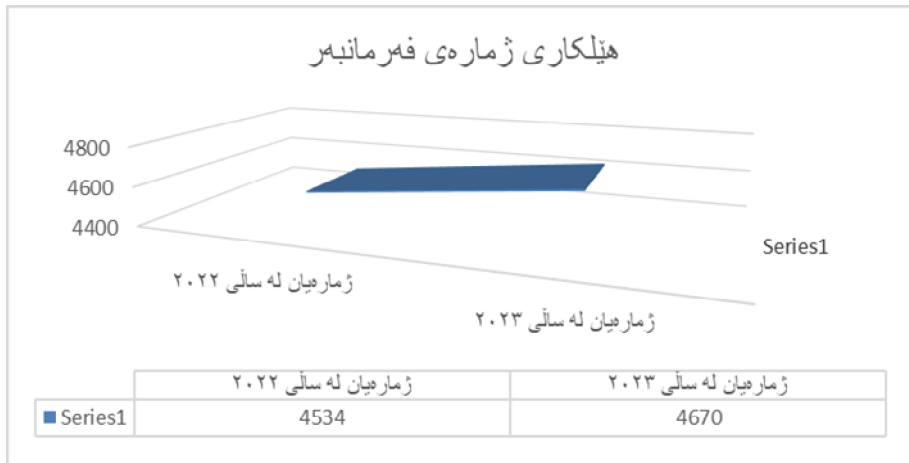 هێلکاری ژمارەی فەرمانبەر
4800
4600
4400
Series1
ژمارەیان لە ساڵی ٢٠٢٢
ژمارەیان لە ساڵی ٢٠٢٣
ژمارەیان لە ساڵی ٢٠٢٢ ژمارەیان لە ساڵی ٢٠٢٣
Series1 4534 4670